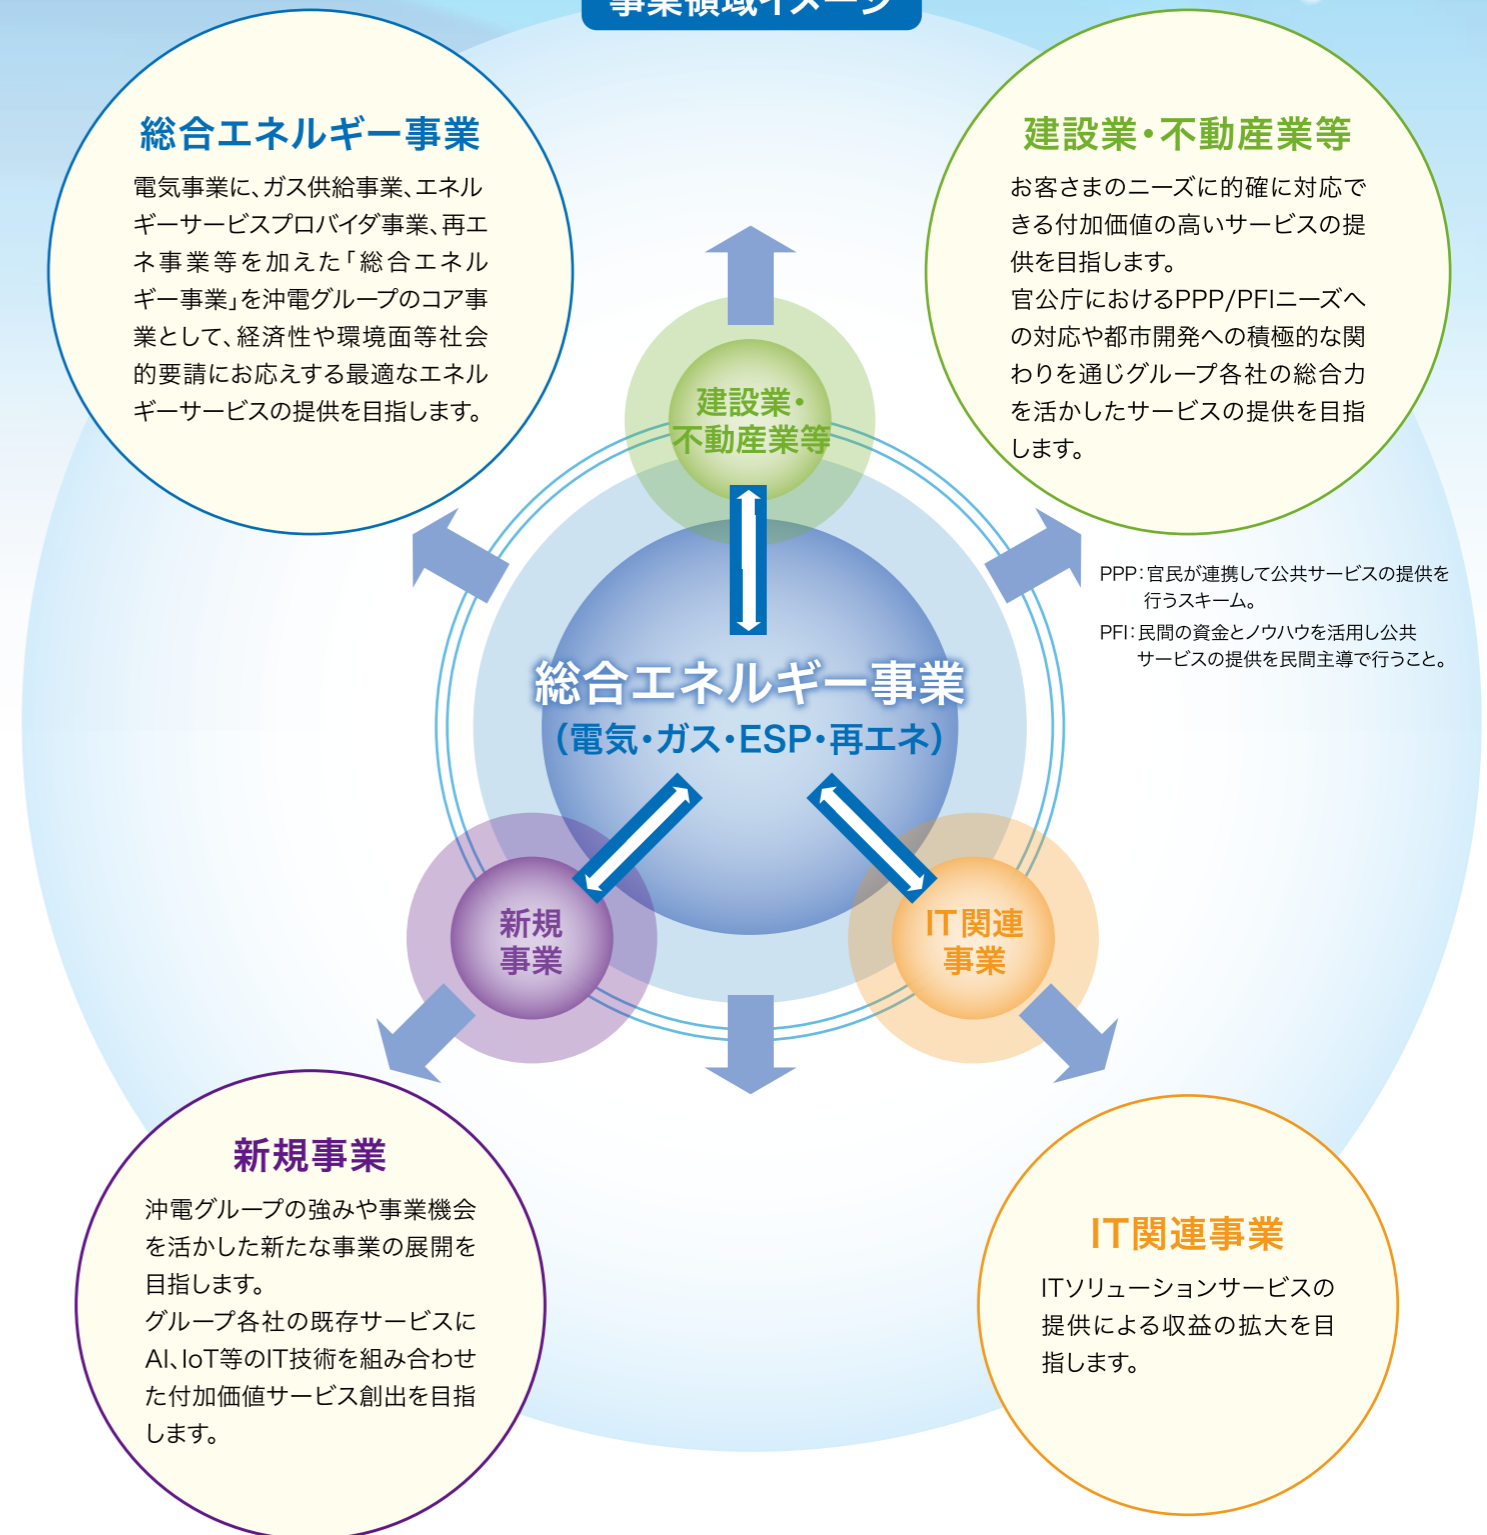 事業領域イメージ
総合エネルギー事業
電気事業に、ガス供給事業、エネル
ギーサービスプロバイダ事業、再エ
ネ事業等を加えた「総合エネル
ギー事業」を沖電グループのコア事
業として、経済性や環境面等社会
的要請にお応えする最適なエネル
ギーサービスの提供を目指します。
建設業・不動産業等
お客さまのニーズに的確に対応で
きる付加価値の高いサービスの提
供を目指します。
官公庁におけるPPP/PFIニーズへ
の対応や都市開発への積極的な関
わりを通じグループ各社の総合力
を活かしたサービスの提供を目指
します。
PPP：官民が連携して公共サービスの提供を
行うスキーム。
PFI：民間の資金とノウハウを活用し公共
サービスの提供を民間主導で行うこと。
建設業・
不動産業等
総合エネルギー事業
（電気・ガス・ESP・再エネ）
新規
事業
IT関連
事業
新規事業
沖電グループの強みや事業機会
を活かした新たな事業の展開を
目指します。
グループ各社の既存サービスに
AI、IoT等のIT技術を組み合わせ
た付加価値サービス創出を目指
します。
IT関連事業
ITソリューションサービスの
提供による収益の拡大を目
指します。